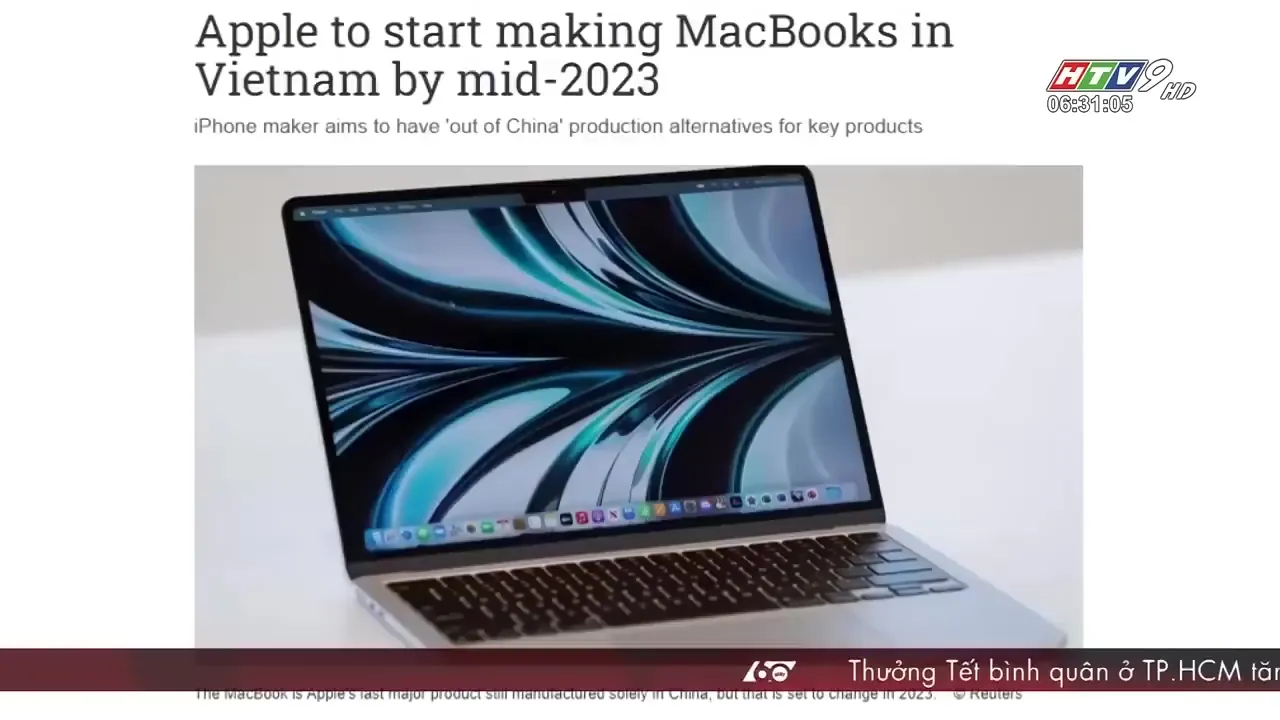 Apple to start making MacBooks in
Vietnam by mid-2023
iPhone maker aims to have 'out of China' production alternatives for key products
HTV9 HD
06:31:05
60 Thưởng Tết bình quân ở TP.HCM tăn
The MacBook is Apple's last major product still manufactured solely in China, but that is set to change in 2023. © Reuters